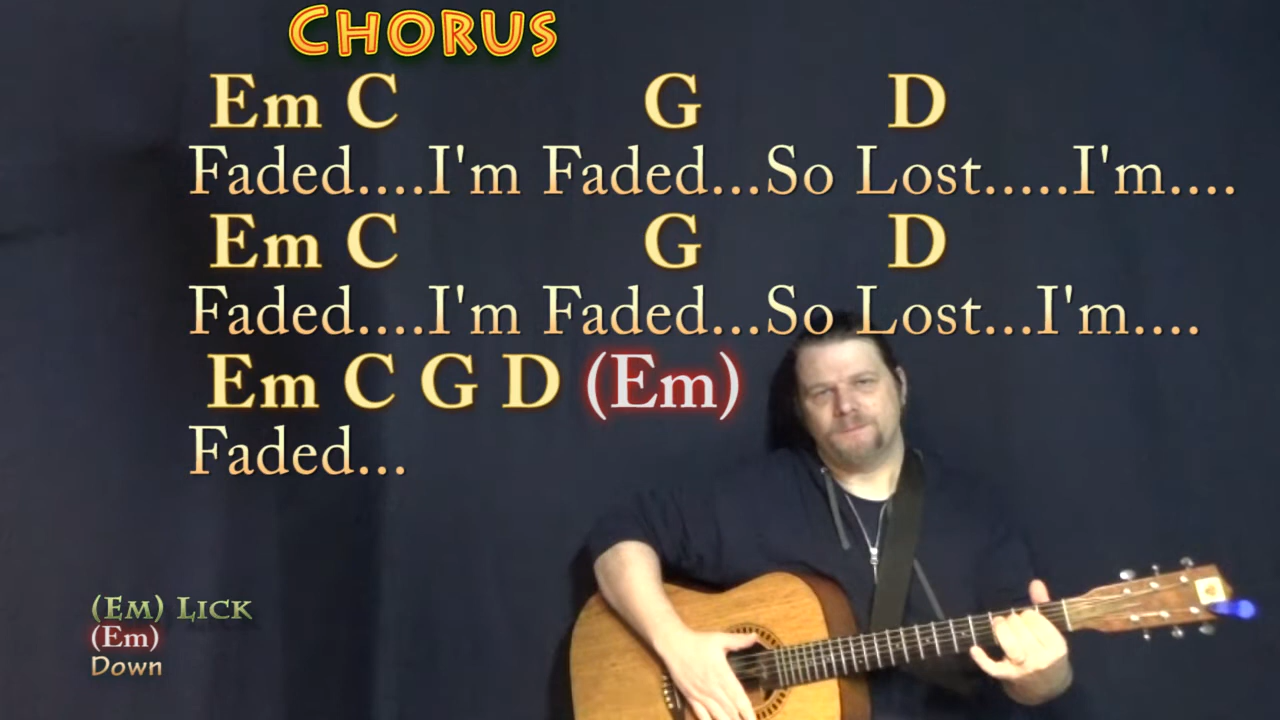 CHORUS
Em C G D
Faded....I'm Faded...So Lost.....I'm....
Em C G D
Faded....I'm Faded...So Lost...I'm....
Em C G D (Em)
Faded...
(EM) LICK
(Em)
Down